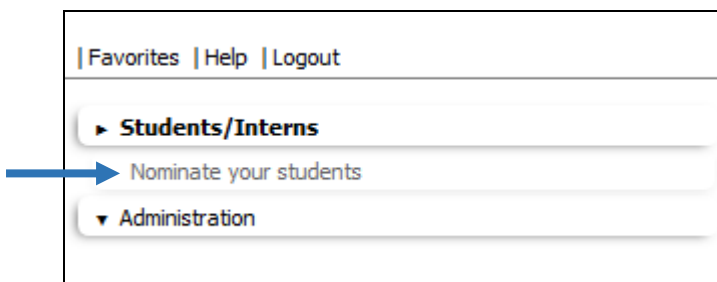 | Favorites | Help | Logout
▸ Students/Interns
Nominate your students
▾ Administration